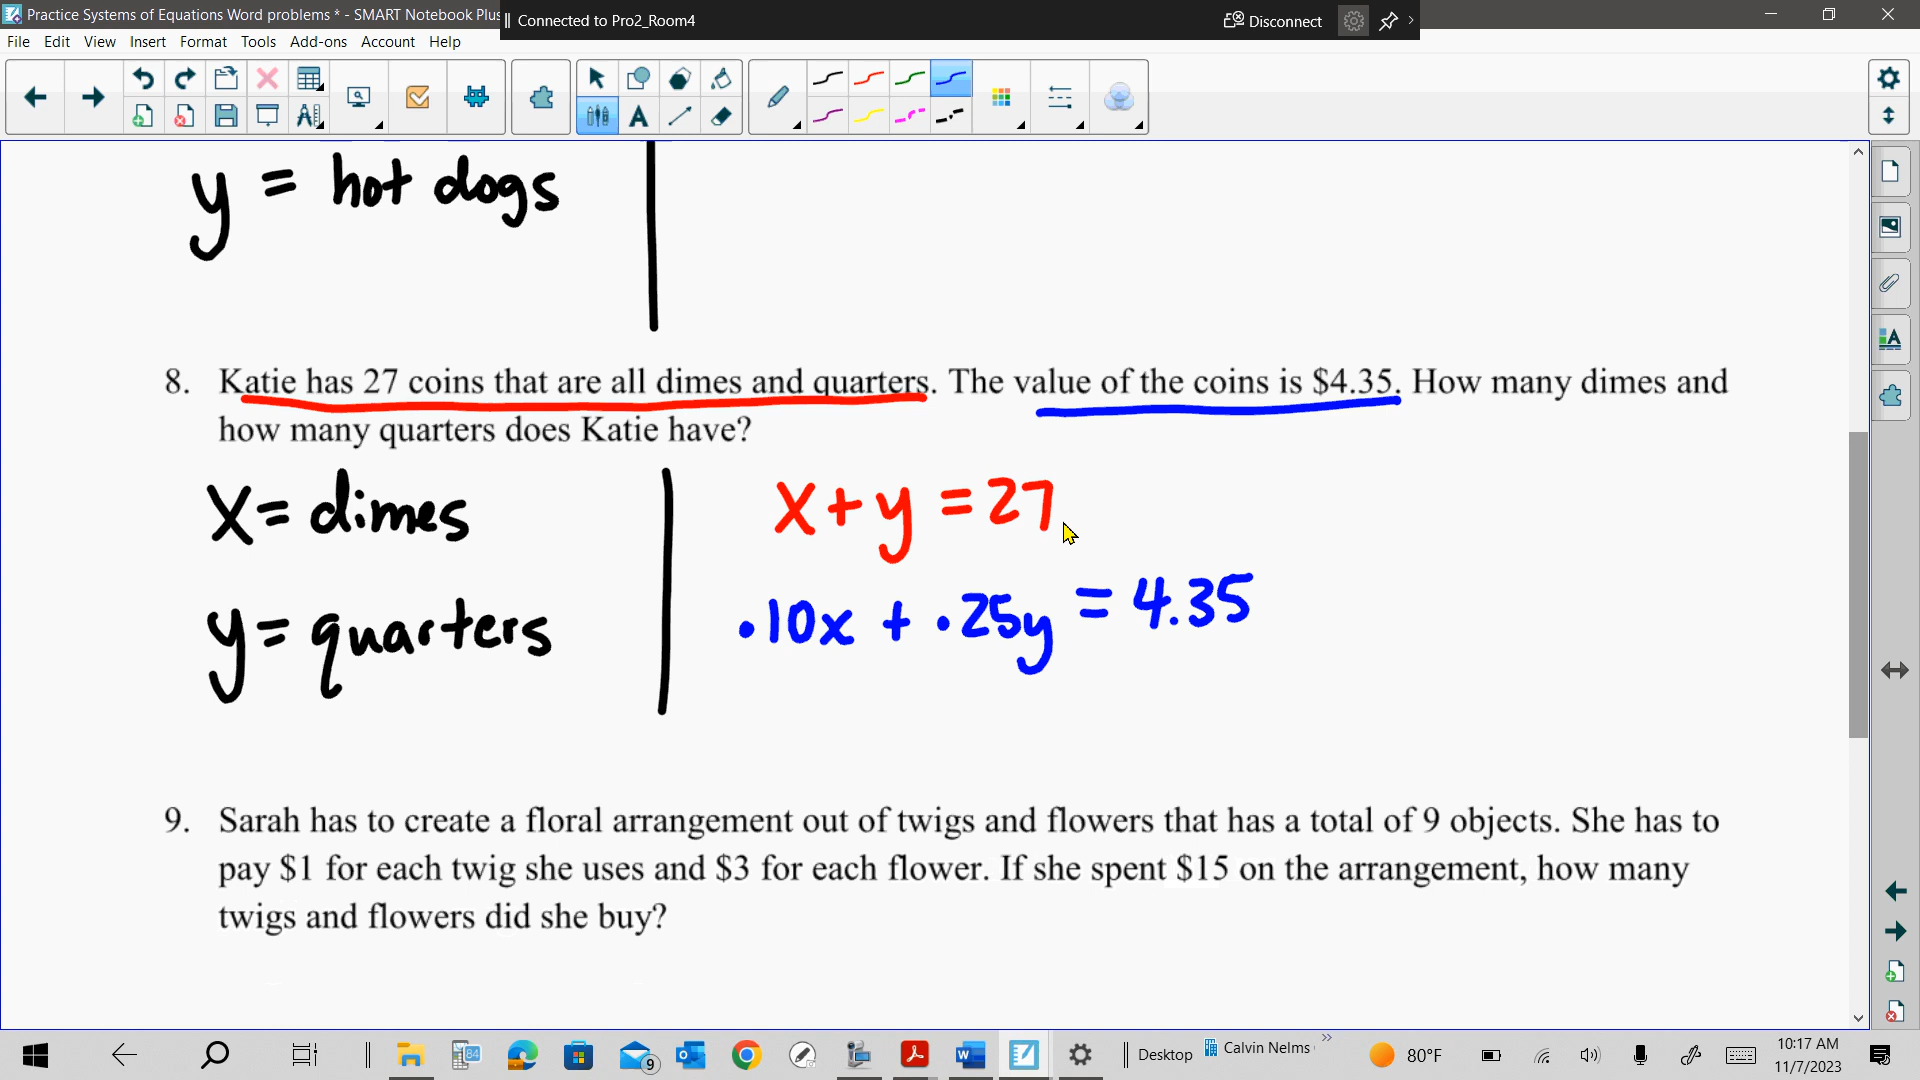 Practice Systems of Equations Word problems * - SMART Notebook Plus
Connected to Pro2_Room4
Disconnect
File Edit View Insert Format Tools Add-ons Account Help
y = hot dogs
8. Katie has 27 coins that are all dimes and quarters. The value of the coins is $4.35. How many dimes and
how many quarters does Katie have?
x = dimes
x + y = 27
.10x + .25y = 4.35
y = quarters
9. Sarah has to create a floral arrangement out of twigs and flowers that has a total of 9 objects. She has to
pay $1 for each twig she uses and $3 for each flower. If she spent $15 on the arrangement, how many
twigs and flowers did she buy?
84
9
Desktop
Calvin Nelms
80°F
10:17 AM
11/7/2023